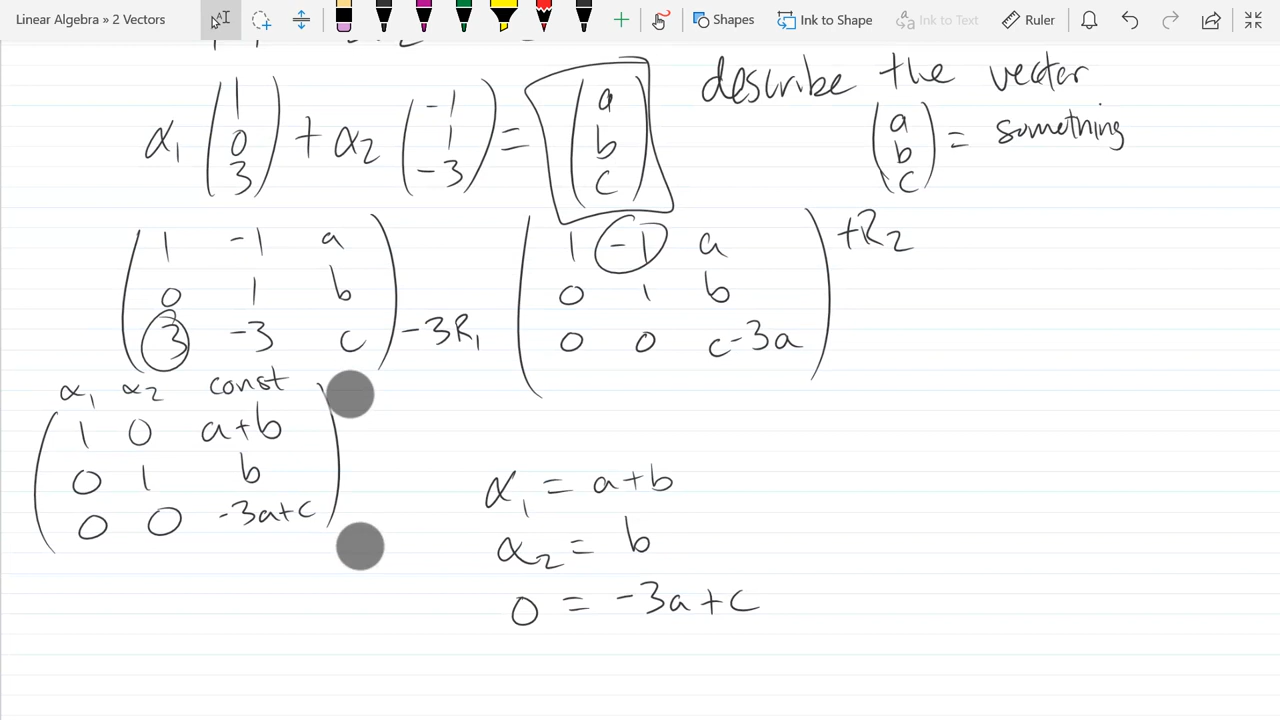 Linear Algebra » 2 Vectors
Shapes Ink to Shape Ink to Text Ruler
describe the vector
α₁ (1 0 3) + α₂ (-1 1 -3) = (a b c)
(a b c) = something
1 -1 a
0 1 b
3 -3 c
-3R₁
1 -1 a
0 1 b
0 0 c-3a
+R₂
α₁ α₂ const
1 0 a+b
0 1 b
0 0 -3a+c
α₁ = a+b
α₂ = b
0 = -3a+c